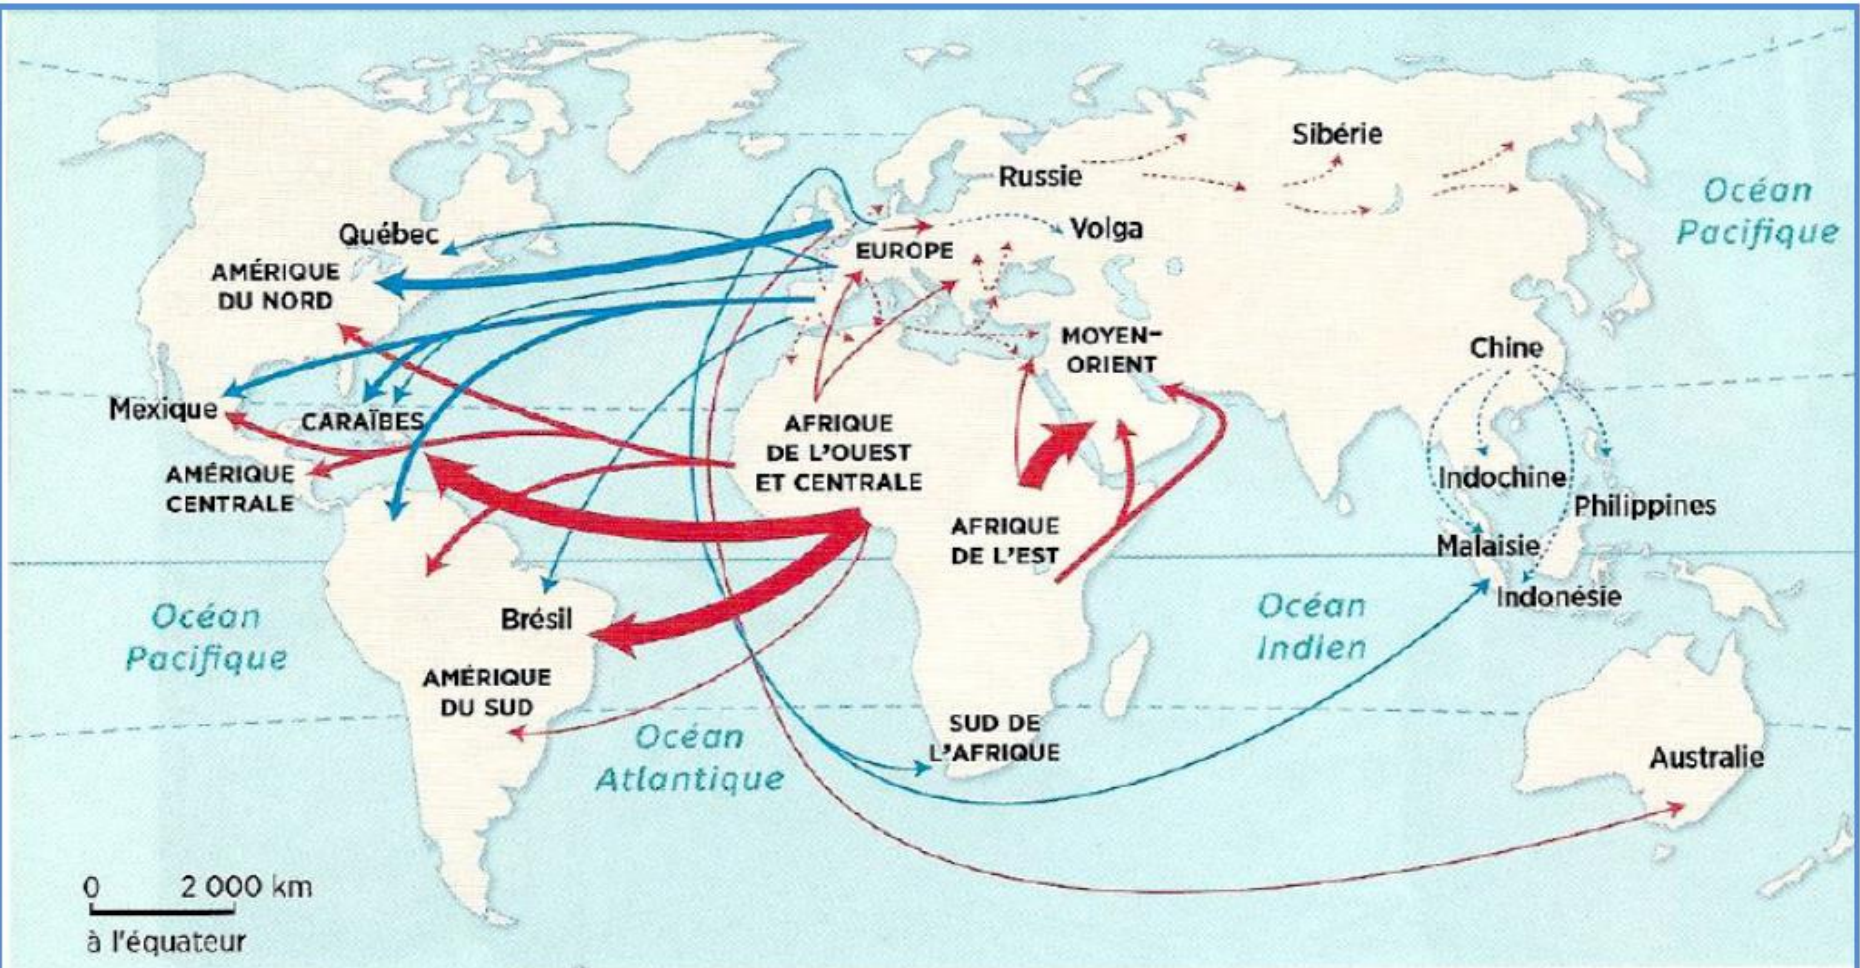 Sibérie
Russie
Océan
Pacifique
Québec
Volga
EUROPE
AMÉRIQUE
DU NORD
MOYEN-
ORIENT
Chine
Mexique
CARAÏBES
AFRIQUE
DE L'OUEST
ET CENTRALE
AMÉRIQUE
CENTRALE
Indochine
Philippines
AFRIQUE
DE L'EST
Malaisie
Indonésie
Océan
Pacifique
Brésil
Océan
Indien
AMÉRIQUE
DU SUD
Océan
Atlantique
SUD DE
L'AFRIQUE
Australie
0 2 000 km
à l'équateur